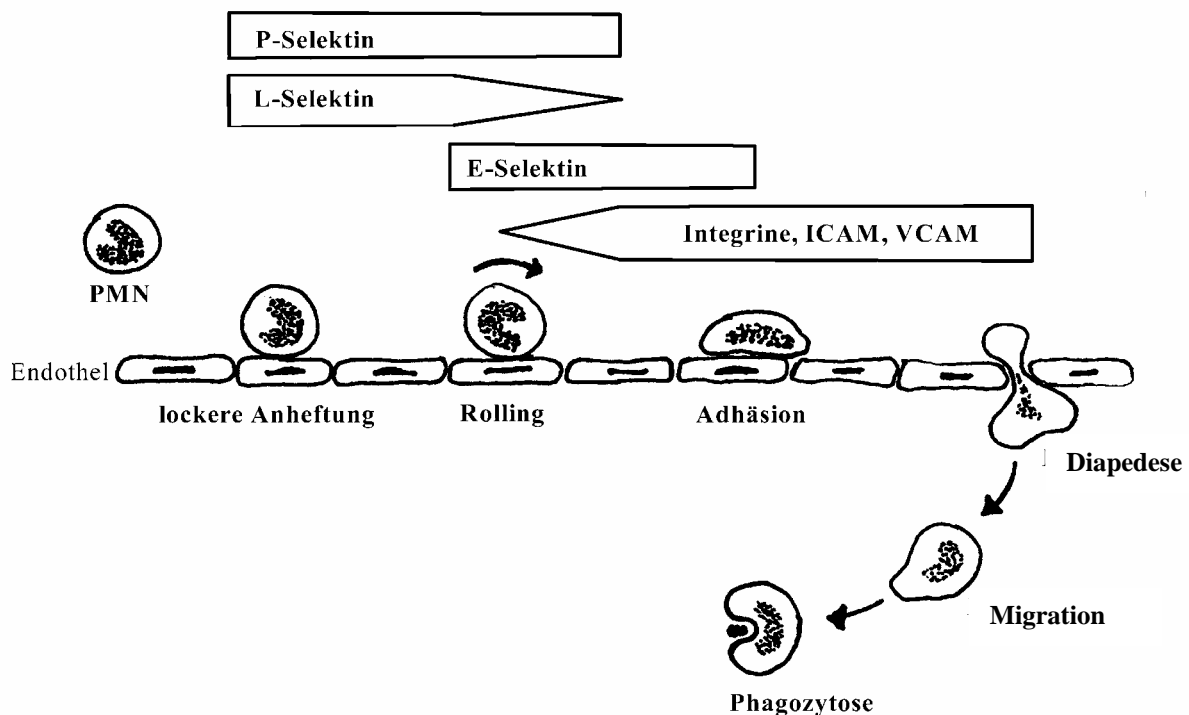 P-Selektin
L-Selektin
E-Selektin
Integrine, ICAM, VCAM
PMN
Endothel
lockere Anheftung
Rolling
Adhäsion
Diapedese
Migration
Phagozytose